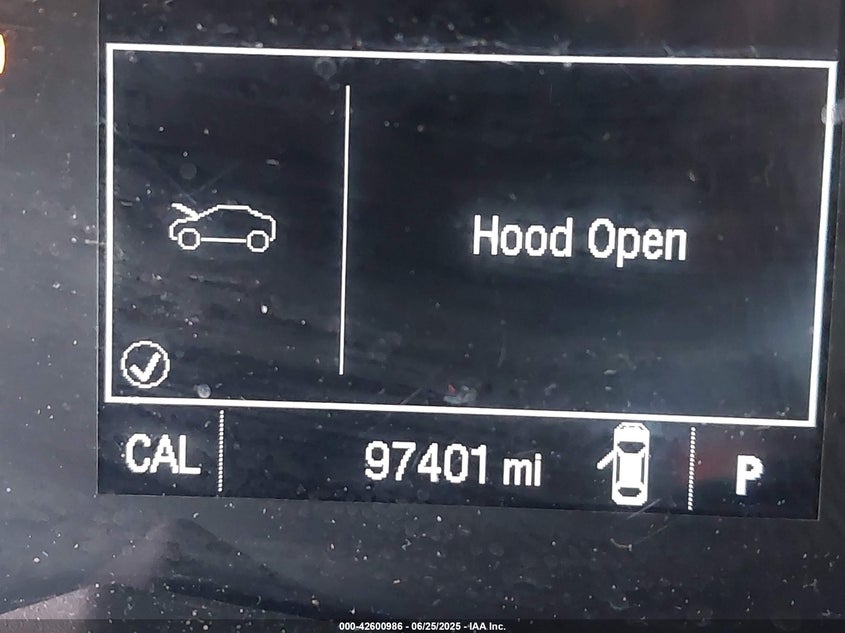 Hood Open
CAL
97401 mi
P
000-42600986 - 06/25/2025 - IAA Inc.